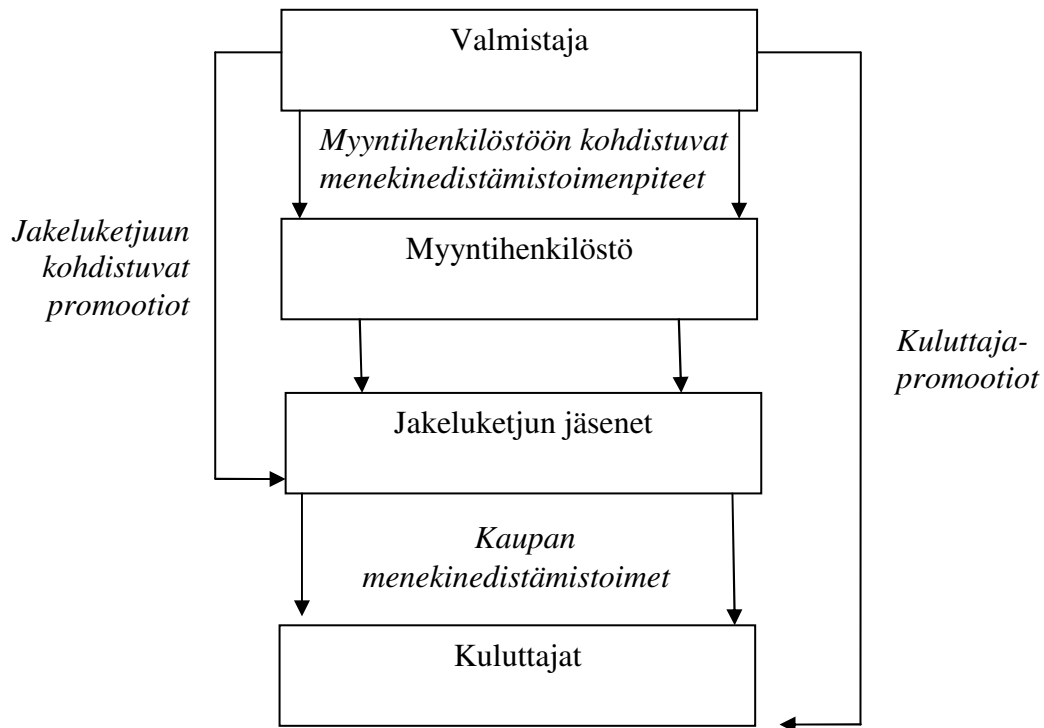 Valmistaja
Myyntihenkilöstöön kohdistuvat
menekinedistämistoimenpiteet
Jakeluketjuun
kohdistuvat
promootiot
Myyntihenkilöstö
Kuluttaja-
promootiot
Jakeluketjun jäsenet
Kaupan
menekinedistämistoimet
Kuluttajat